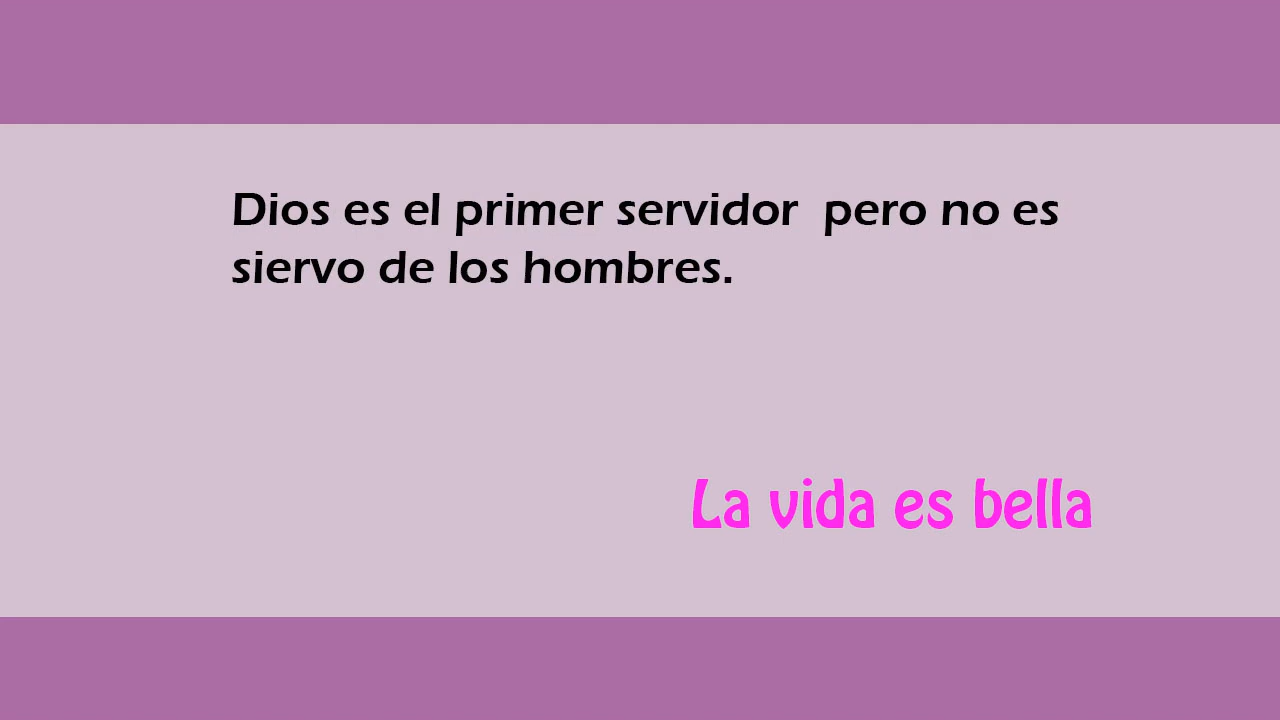 Dios es el primer servidor  pero no es
siervo de los hombres.
La vida es bella